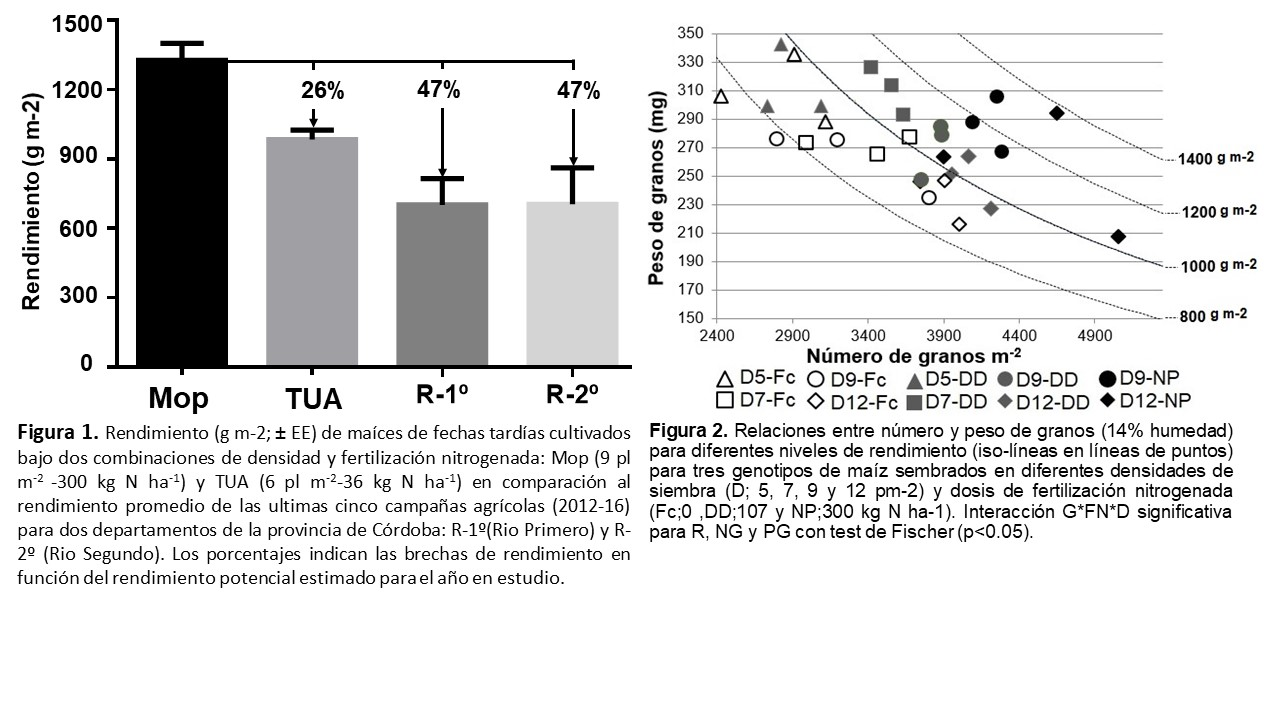 1500
1200
900
600
300
0
Rendimiento (g m-2)
26%
47%
47%
Mop
TUA
R-1º
R-2º
Figura 1. Rendimiento (g m-2; ± EE) de maíces de fechas tardías cultivados
bajo dos combinaciones de densidad y fertilización nitrogenada: Mop (9 pl
m-2 -300 kg N ha-1) y TUA (6 pl m-2-36 kg N ha-1) en comparación al
rendimiento promedio de las ultimas cinco campañas agrícolas (2012-16)
para dos departamentos de la provincia de Córdoba: R-1º(Rio Primero) y R-
2º (Rio Segundo). Los porcentajes indican las brechas de rendimiento en
función del rendimiento potencial estimado para el año en estudio.
350
330
310
290
270
250
230
210
190
170
150
Peso de granos (mg)
2400 2900 3400 3900 4400 4900
Número de granos m-2
1400 g m-2
1200 g m-2
1000 g m-2
800 g m-2
D5-Fc D9-Fc D5-DD D9-DD D9-NP
D7-Fc D12-Fc D7-DD D12-DD D12-NP
Figura 2. Relaciones entre número y peso de granos (14% humedad)
para diferentes niveles de rendimiento (iso-líneas en líneas de puntos)
para tres genotipos de maíz sembrados en diferentes densidades de
siembra (D; 5, 7, 9 y 12 pm-2) y dosis de fertilización nitrogenada
(Fc;0 ,DD;107 y NP;300 kg N ha-1). Interacción G*FN*D significativa
para R, NG y PG con test de Fischer (p<0.05).